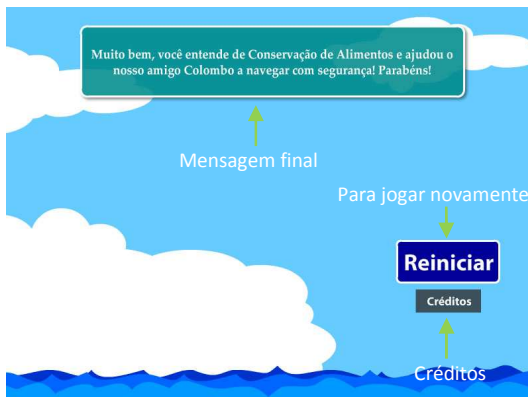 Muito bem, você entende de Conservação de Alimentos e ajudou o
nosso amigo Colombo a navegar com segurança! Parabéns!
Mensagem final
Para jogar novamente
Reiniciar
Créditos
Créditos